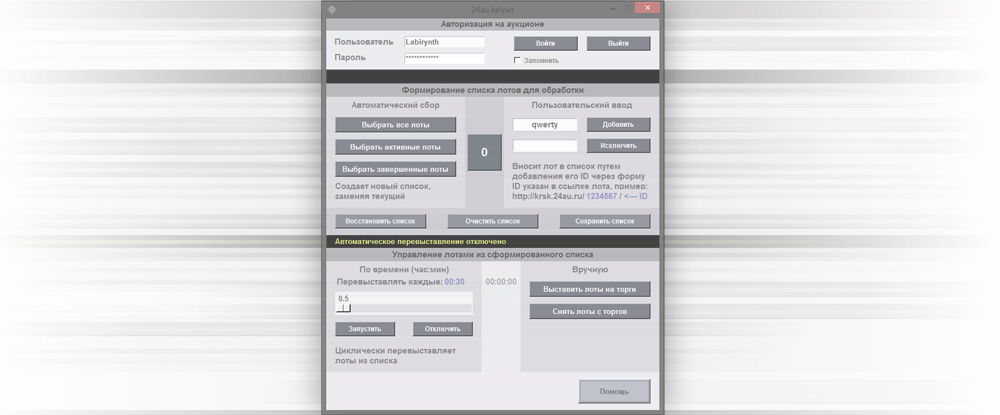 24au helper
Авторизация на аукционе
Пользователь
Labirynth
Войти
Выйти
Пароль
************
Запомнить
Формирование списка лотов для обработки
Автоматический сбор
Пользовательский ввод
Выбрать все лоты
Выбрать активные лоты
Выбрать завершенные лоты
Создает новый список,
заменяя текущий
0
qwerty
Добавить
Исключить
Вносит лот в список путем
добавления его ID через форму
ID указан в ссылке лота, пример:
http://krsk.24au.ru/ 1234567 / <--- ID
Восстановить список
Очистить список
Сохранить список
Автоматическое перевыставление отключено
Управление лотами из сформированного списка
По времени (час:мин)
Перевыставлять каждые: 00:30
0.5
Запустить
Отключить
Циклически перевыставляет
лоты из списка
00:00:00
Вручную
Выставить лоты на торги
Снять лоты с торгов
Помощь